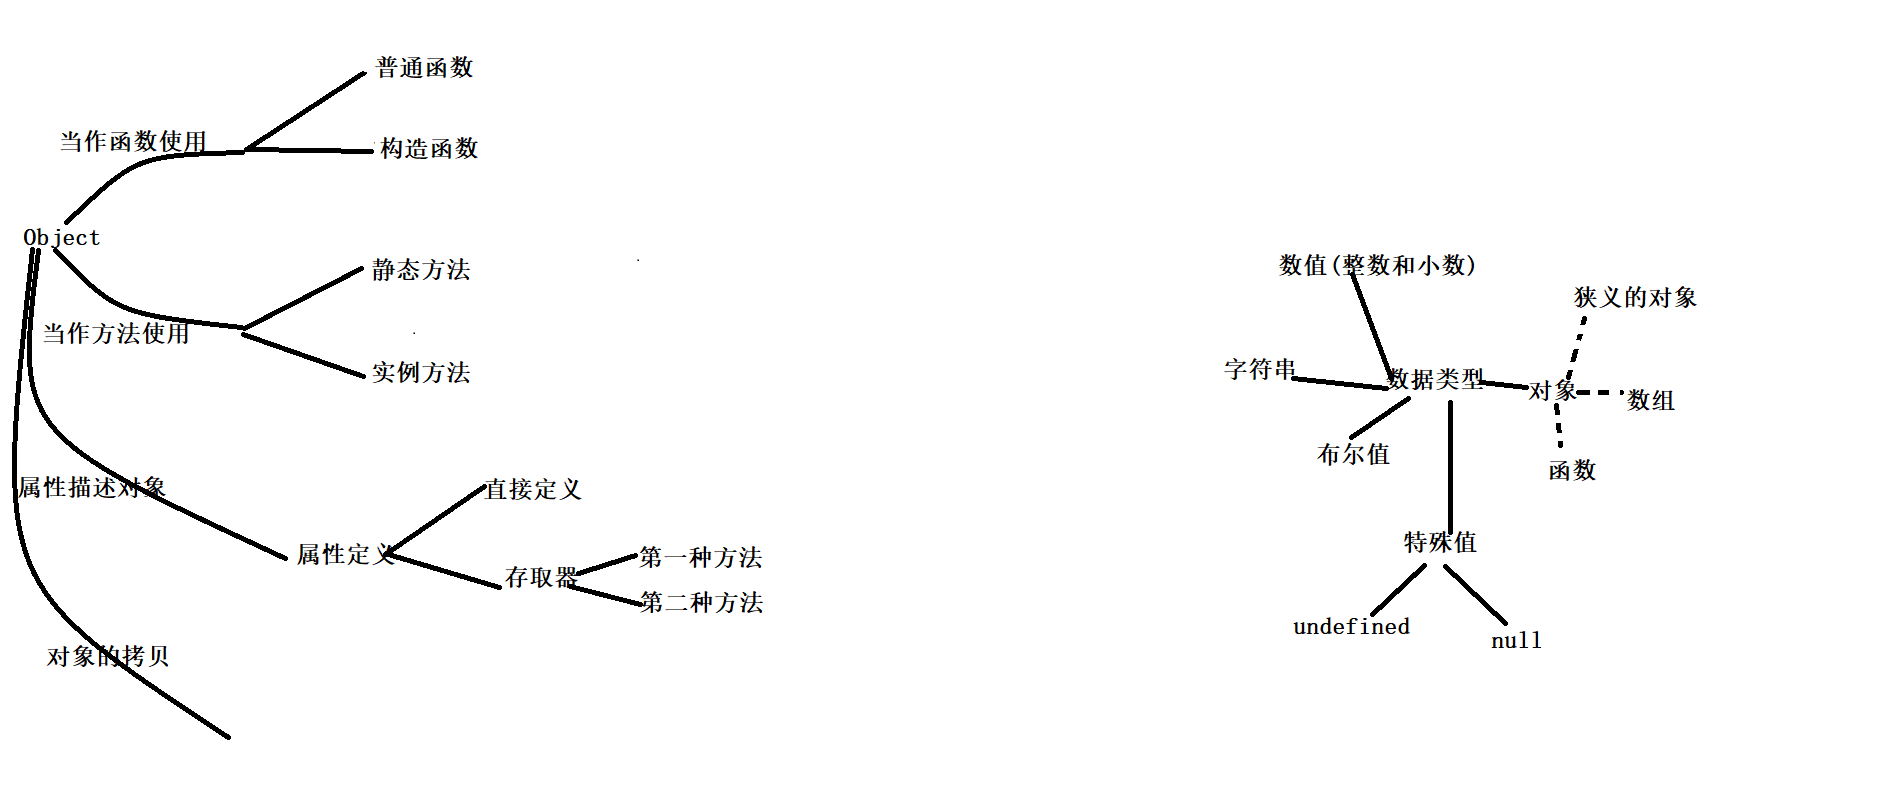 普通函数
当作函数使用
构造函数
Object
静态方法
当作方法使用
实例方法
属性描述对象
直接定义
属性定义
存取器
第一种方法
第二种方法
对象的拷贝
数值(整数和小数)
狭义的对象
字符串
数据类型
对象
数组
布尔值
函数
特殊值
undefined
null